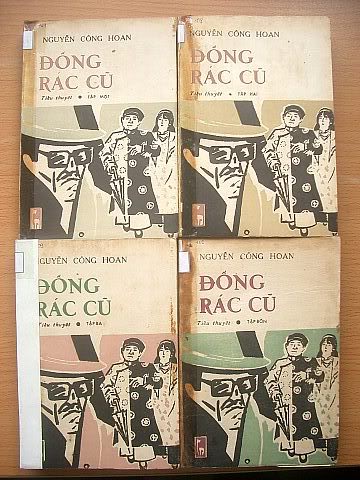 NGUYỄN CÔNG HOAN
ĐỐNG
RÁC CŨ
Tiểu thuyết • TẬP MỘT
NGUYỄN CÔNG HOAN
ĐỐNG
RÁC CŨ
Tiểu thuyết • TẬP HAI
NGUYỄN CÔNG HOAN
ĐỐNG
RÁC CŨ
Tiểu thuyết • TẬP BA
NGUYỄN CÔNG HOAN
ĐỐNG
RÁC CŨ
Tiểu thuyết • TẬP BỐN